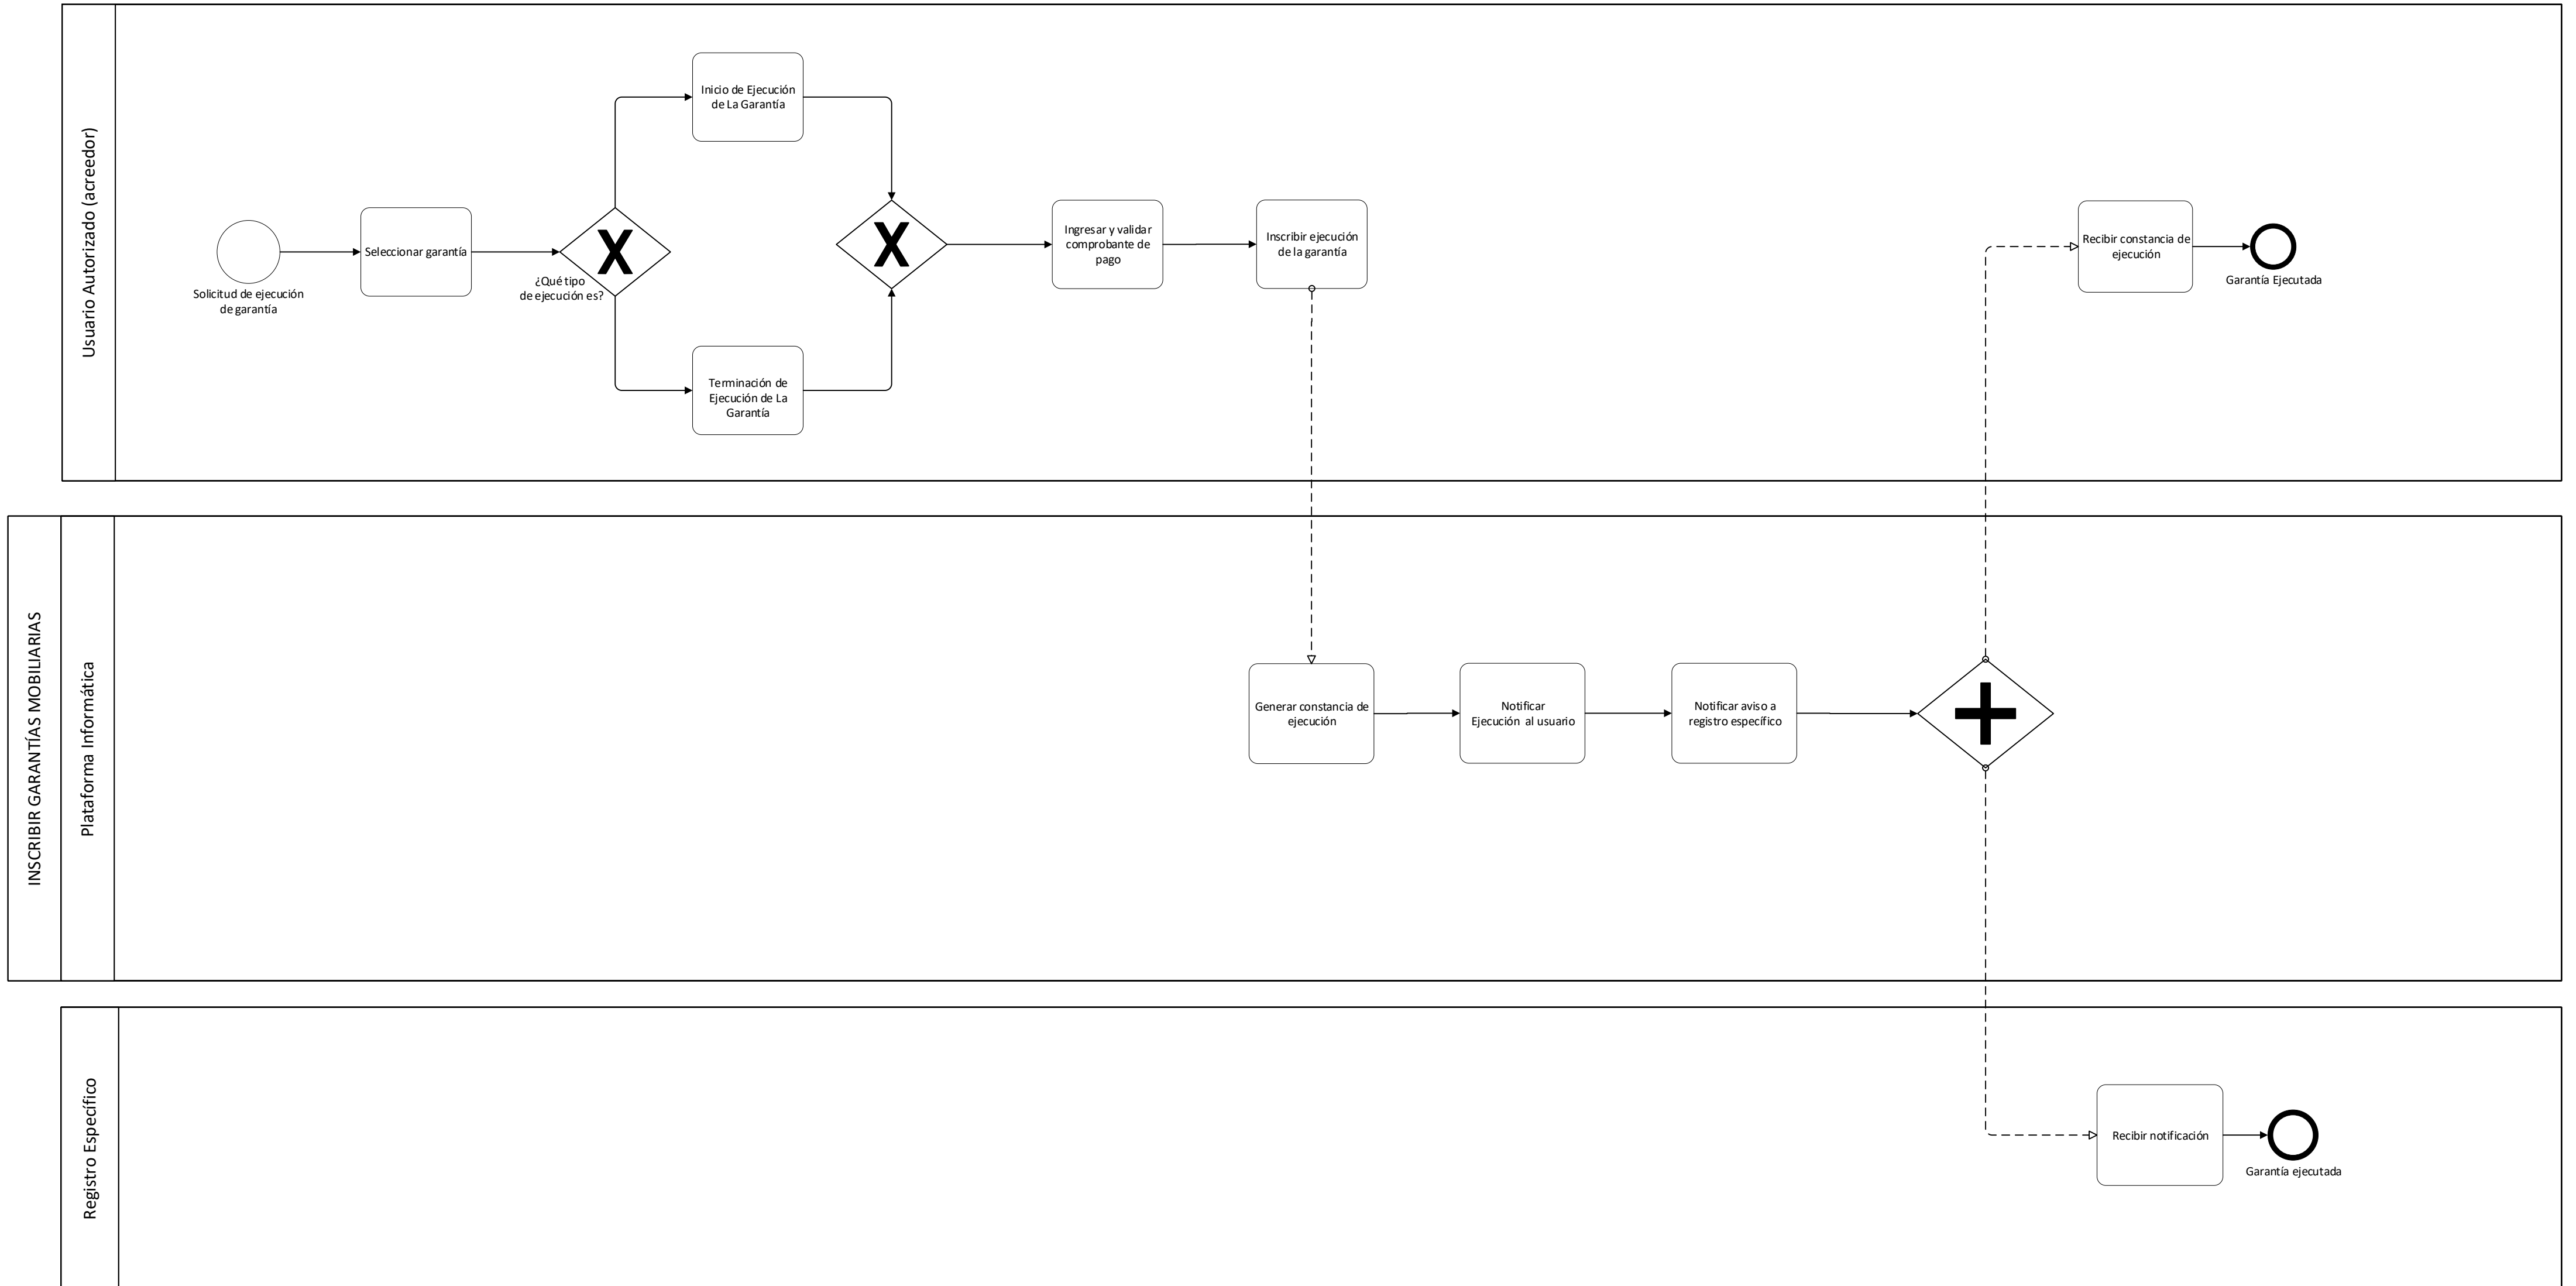 Usuario Autorizado (acreedor)
Solicitud de ejecución
de garantía
Seleccionar garantía
¿Qué tipo
de ejecución es?
Inicio de Ejecución
de La Garantía
Terminación de
Ejecución de La
Garantía
X
X
Ingresar y validar
comprobante de
pago
Inscribir ejecución
de la garantía
Recibir constancia de
ejecución
Garantía Ejecutada
INSCRIBIR GARANTÍAS MOBILIARIAS
Plataforma Informática
Generar constancia de
ejecución
Notificar
Ejecución al usuario
Notificar aviso a
registro específico
Registro Específico
Recibir notificación
Garantía ejecutada